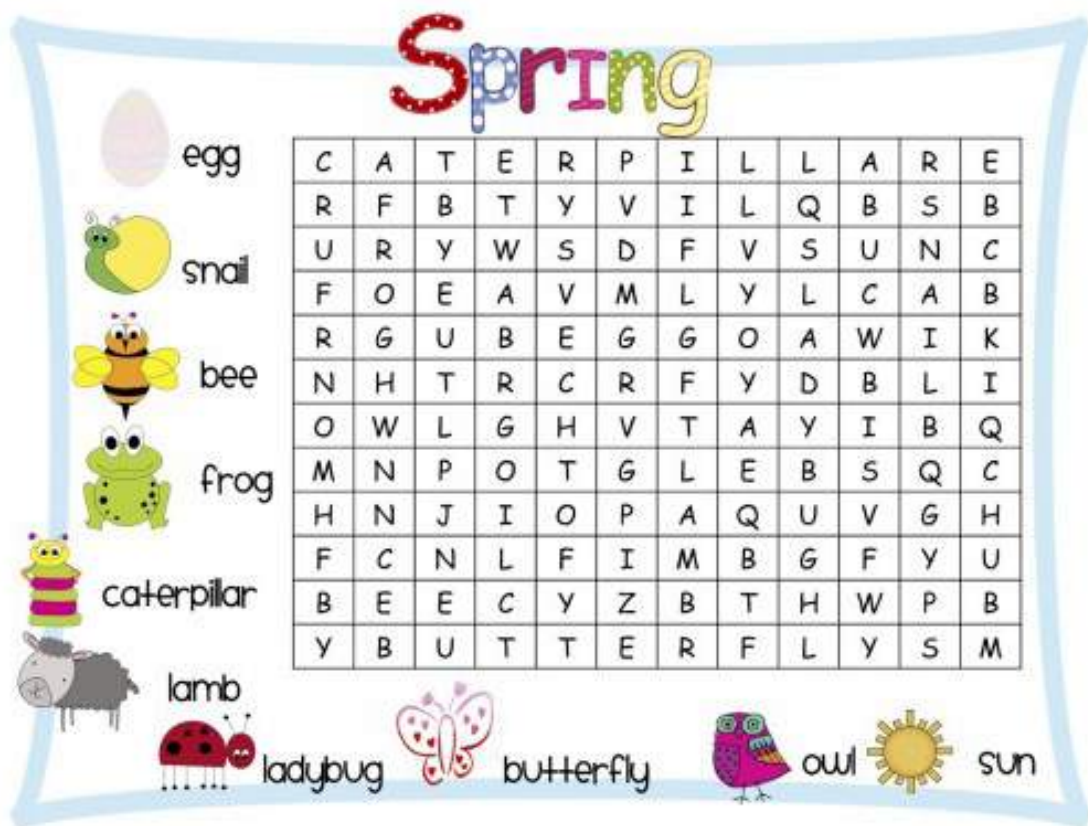 Spring
egg
snail
bee
frog
caterpillar
lamb
C A T E R P I L L A R E
R F B T Y V I L Q B S B
U R Y W S D F V S U N C
F O E A V M L Y L C A B
R G U B E G G O A W I K
N H T R C R F Y D B L I
O W L G H V T A Y I B Q
M N P O T G L E B S Q C
H N J I O P A Q U V G H
F C N L F I M B G F Y U
B E E C Y Z B T H W P B
Y B U T T E R F L Y S M
ladybug butterfly owl sun